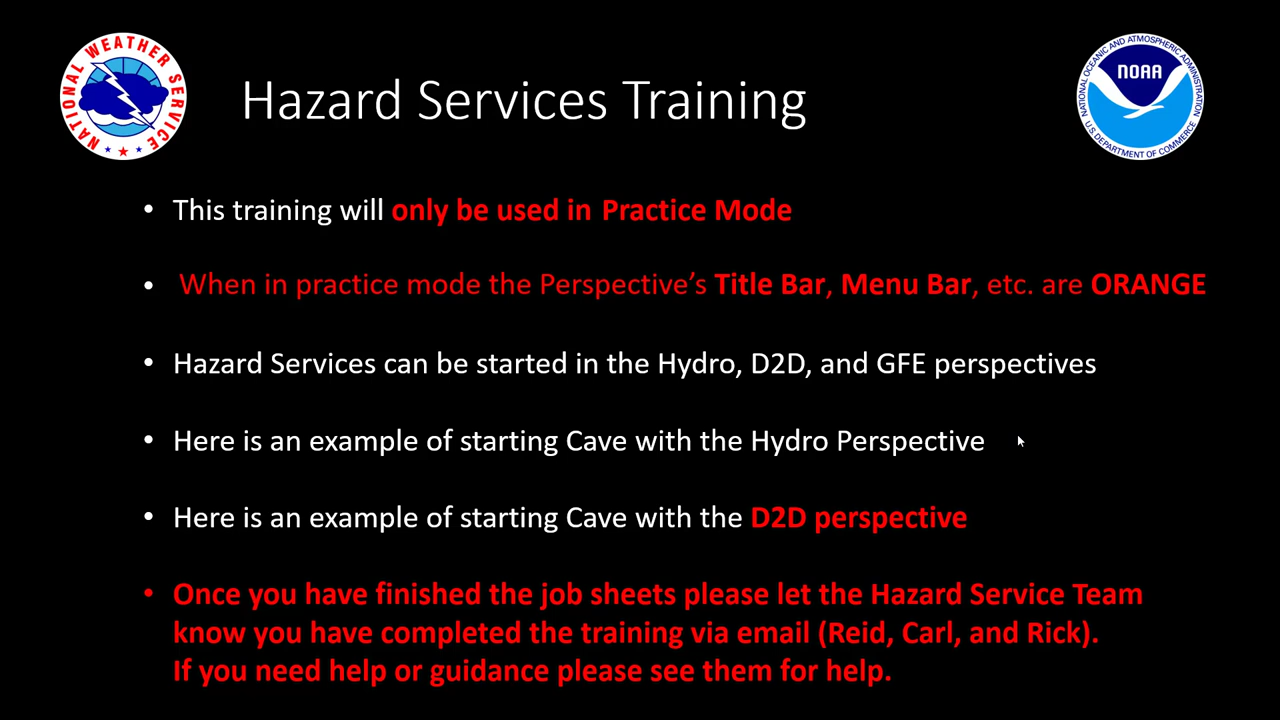 NATIONAL WEATHER SERVICE
Hazard Services Training
NATIONAL OCEANIC AND ATMOSPHERIC ADMINISTRATION
NOAA
U.S. DEPARTMENT OF COMMERCE
• This training will only be used in Practice Mode
• When in practice mode the Perspective’s Title Bar, Menu Bar, etc. are ORANGE
• Hazard Services can be started in the Hydro, D2D, and GFE perspectives
• Here is an example of starting Cave with the Hydro Perspective
• Here is an example of starting Cave with the D2D perspective
• Once you have finished the job sheets please let the Hazard Service Team
know you have completed the training via email (Reid, Carl, and Rick).
If you need help or guidance please see them for help.